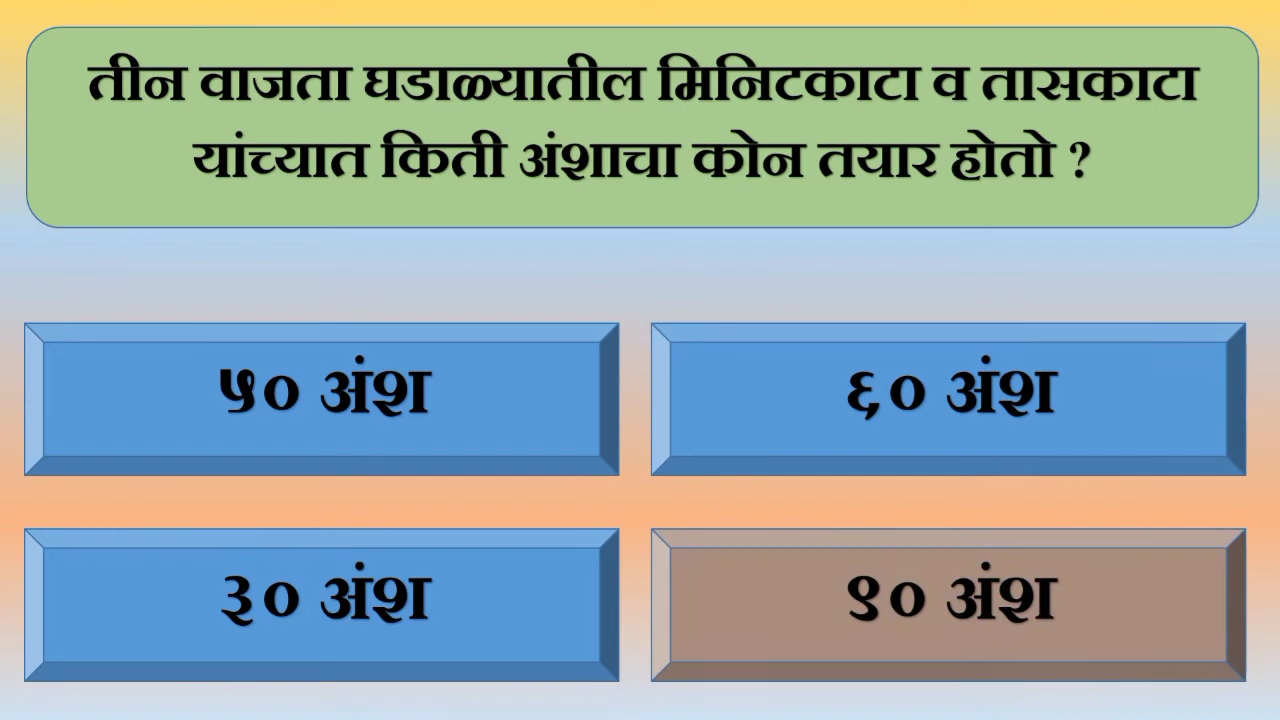 तीन वाजता घडाळ्यातील मिनिटकाटा व तासकाटा
यांच्यात किती अंशाचा कोन तयार होतो ?
५० अंश
६० अंश
३० अंश
९० अंश